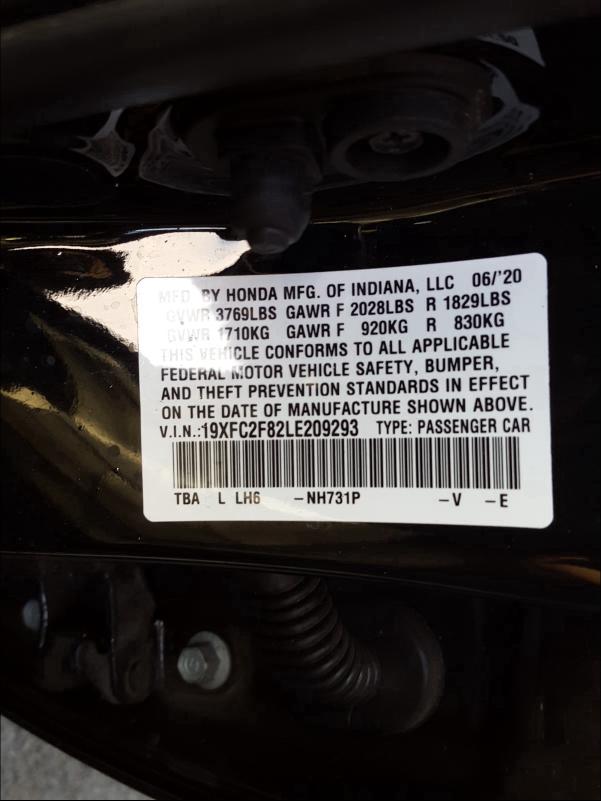 MFD BY HONDA MFG. OF INDIANA, LLC 06/'20
GVWR 3769LBS GAWR F 2028LBS R 1829LBS
GVWR 1710KG GAWR F 920KG R 830KG
THIS VEHICLE CONFORMS TO ALL APPLICABLE
FEDERAL MOTOR VEHICLE SAFETY, BUMPER,
AND THEFT PREVENTION STANDARDS IN EFFECT
ON THE DATE OF MANUFACTURE SHOWN ABOVE.
V.I.N.:19XFC2F82LE209293 TYPE: PASSENGER CAR
TBA L LH6 -NH731P -V -E